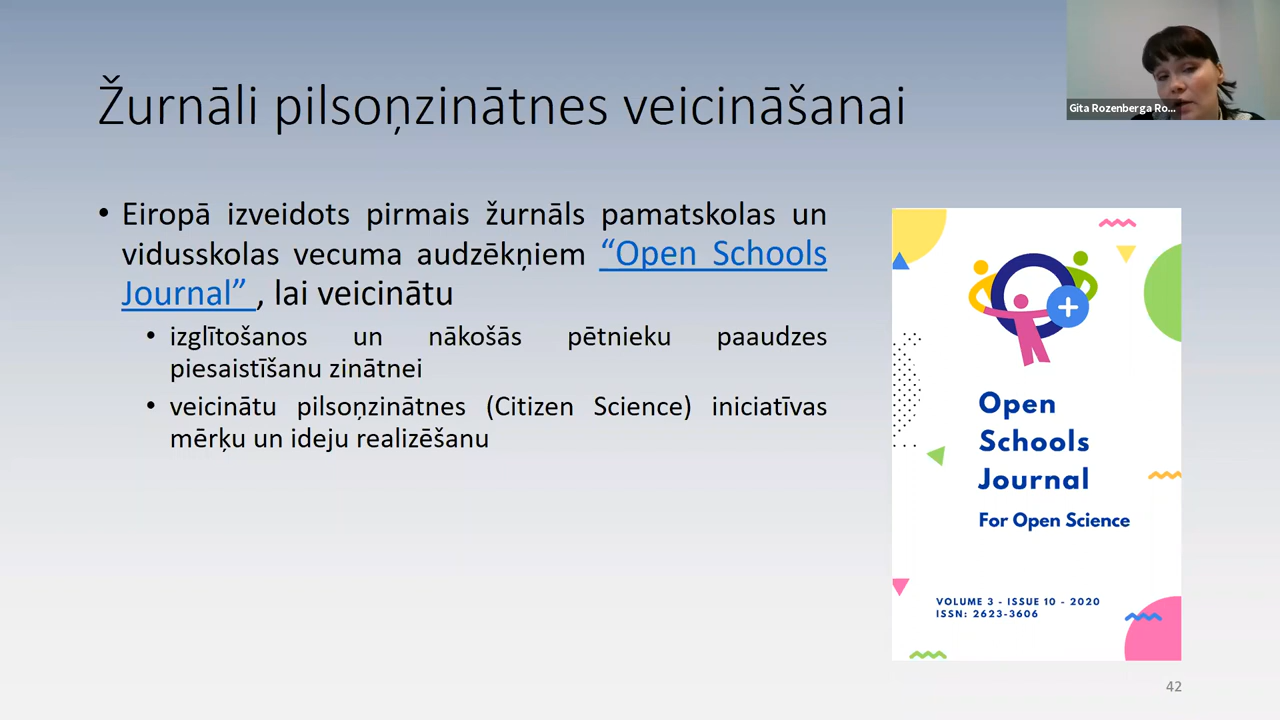 Žurnāli pilsoņzinātnes veicināšanai
Gita Rozenberga Ro...
• Eiropā izveidots pirmais žurnāls pamatskolas un
vidusskolas vecuma audzēkņiem “Open Schools
Journal” , lai veicinātu
• izglītošanos un nākošās pētnieku paaudzes
piesaistīšanu zinātnei
• veicinātu pilsoņzinātnes (Citizen Science) iniciatīvas
mērķu un ideju realizēšanu
Open
Schools
Journal
For Open Science
VOLUME 3 - ISSUE 10 - 2020
ISSN: 2623-3606
42